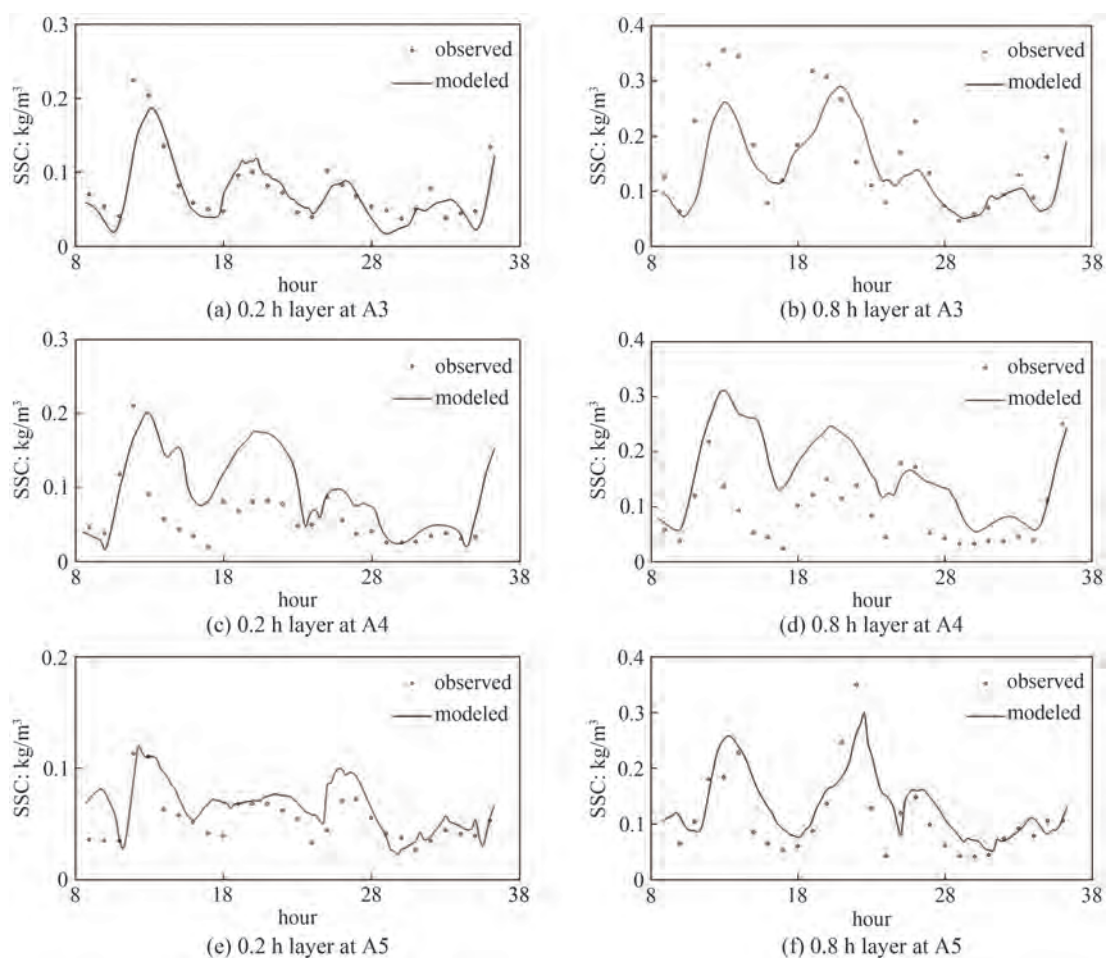 0.3
observed
modeled
0.2
SSC: kg/m³
0.1
0
8
18
28
38
hour
(a) 0.2 h layer at A3
0.4
observed
modeled
0.3
SSC: kg/m³
0.2
0.1
0
8
18
28
38
hour
(b) 0.8 h layer at A3
0.3
observed
modeled
0.2
SSC: kg/m³
0.1
0
8
18
28
38
hour
(c) 0.2 h layer at A4
0.4
observed
modeled
0.3
SSC: kg/m³
0.2
0.1
0
8
18
28
38
hour
(d) 0.8 h layer at A4
0.2
observed
modeled
SSC: kg/m³
0.1
0
8
18
28
38
hour
(e) 0.2 h layer at A5
0.4
observed
modeled
0.3
SSC: kg/m³
0.2
0.1
0
8
18
28
38
hour
(f) 0.8 h layer at A5